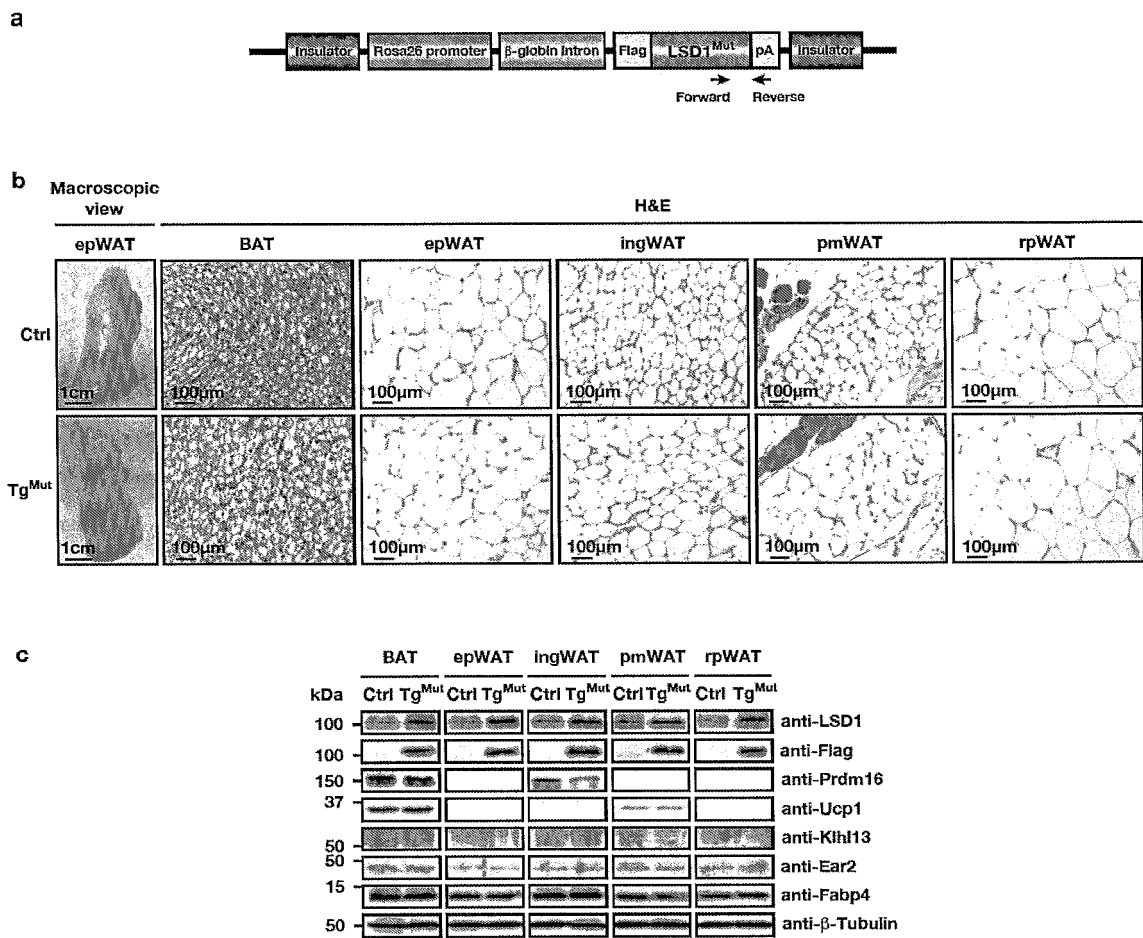 a
Insulator Rosa26 promoter β-globin Intron Flag LSD1Mut pA Insulator
Forward Reverse
b
Macroscopic view H&E
epWAT BAT epWAT ingWAT pmWAT rpWAT
Ctrl
1cm 100µm 100µm 100µm 100µm 100µm
TgMut
1cm 100µm 100µm 100µm 100µm 100µm
c
BAT epWAT ingWAT pmWAT rpWAT
kDa Ctrl TgMut Ctrl TgMut Ctrl TgMut Ctrl TgMut Ctrl TgMut
100 anti-LSD1
100 anti-Flag
150 anti-Prdm16
37 anti-Ucp1
50 anti-Klhl13
50 anti-Ear2
15 anti-Fabp4
50 anti-β-Tubulin